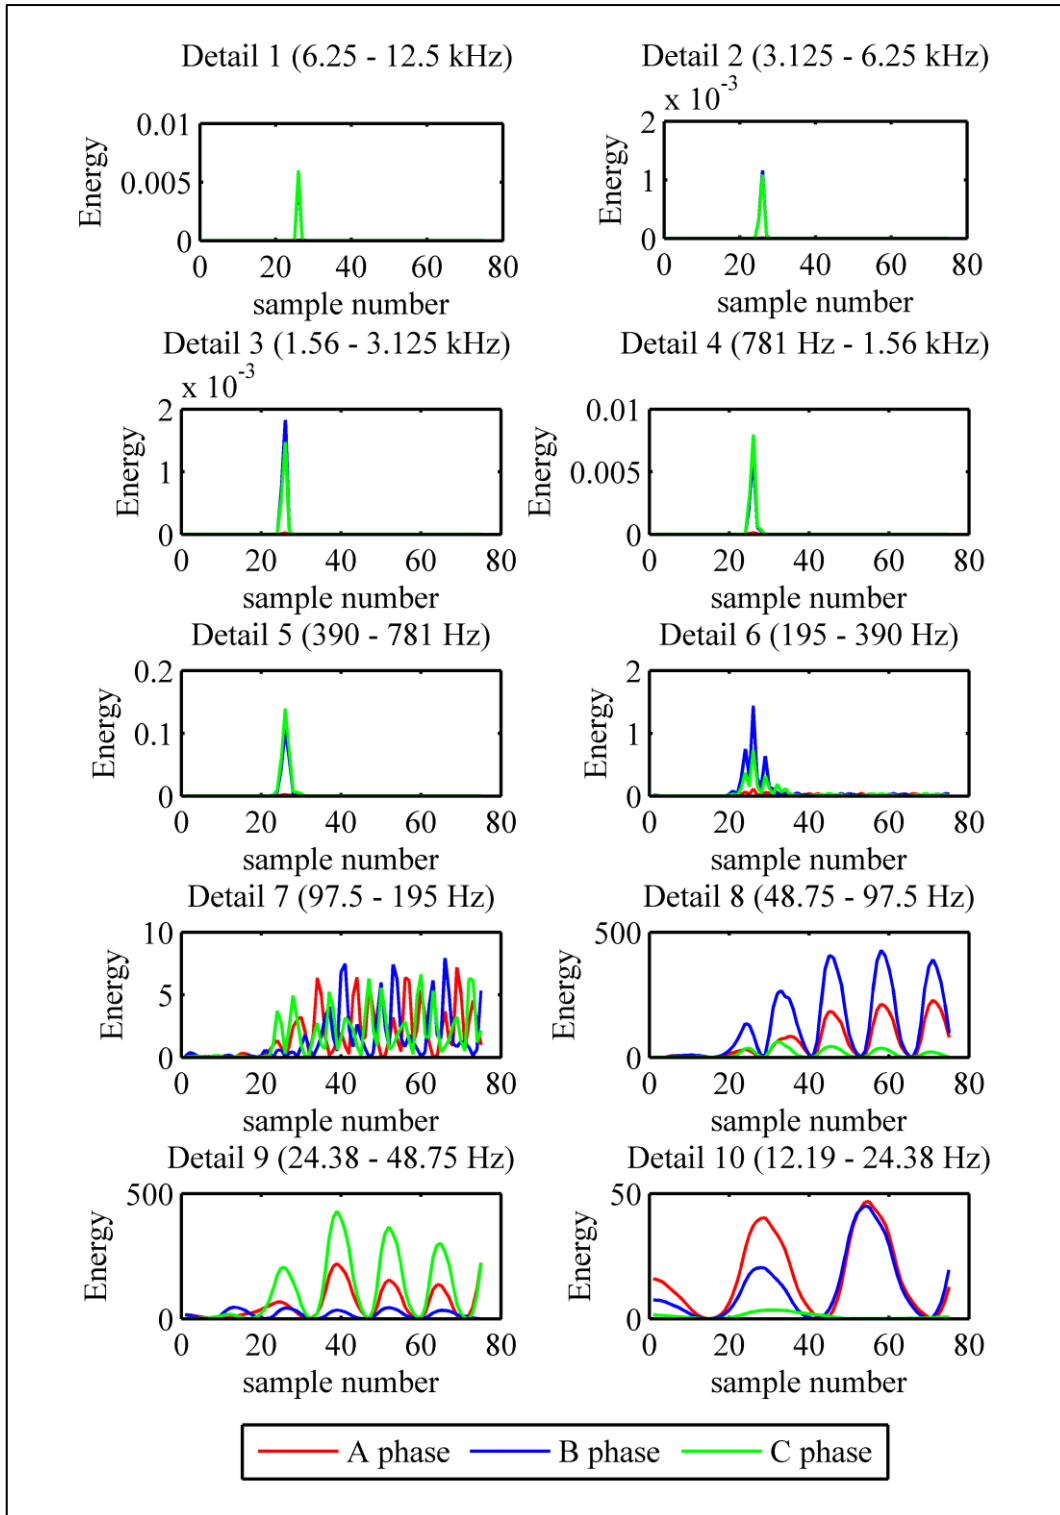 Detail 1 (6.25 - 12.5 kHz)
0.01
0.005
0
Energy
0 20 40 60 80
sample number
Detail 2 (3.125 - 6.25 kHz)
x 10-3
2
1
0
Energy
0 20 40 60 80
sample number
Detail 3 (1.56 - 3.125 kHz)
x 10-3
2
1
0
Energy
0 20 40 60 80
sample number
Detail 4 (781 Hz - 1.56 kHz)
0.01
0.005
0
Energy
0 20 40 60 80
sample number
Detail 5 (390 - 781 Hz)
0.2
0.1
0
Energy
0 20 40 60 80
sample number
Detail 6 (195 - 390 Hz)
2
1
0
Energy
0 20 40 60 80
sample number
Detail 7 (97.5 - 195 Hz)
10
5
0
Energy
0 20 40 60 80
sample number
Detail 8 (48.75 - 97.5 Hz)
500
0
Energy
0 20 40 60 80
sample number
Detail 9 (24.38 - 48.75 Hz)
500
0
Energy
0 20 40 60 80
sample number
Detail 10 (12.19 - 24.38 Hz)
50
0
Energy
0 20 40 60 80
sample number
A phase B phase C phase